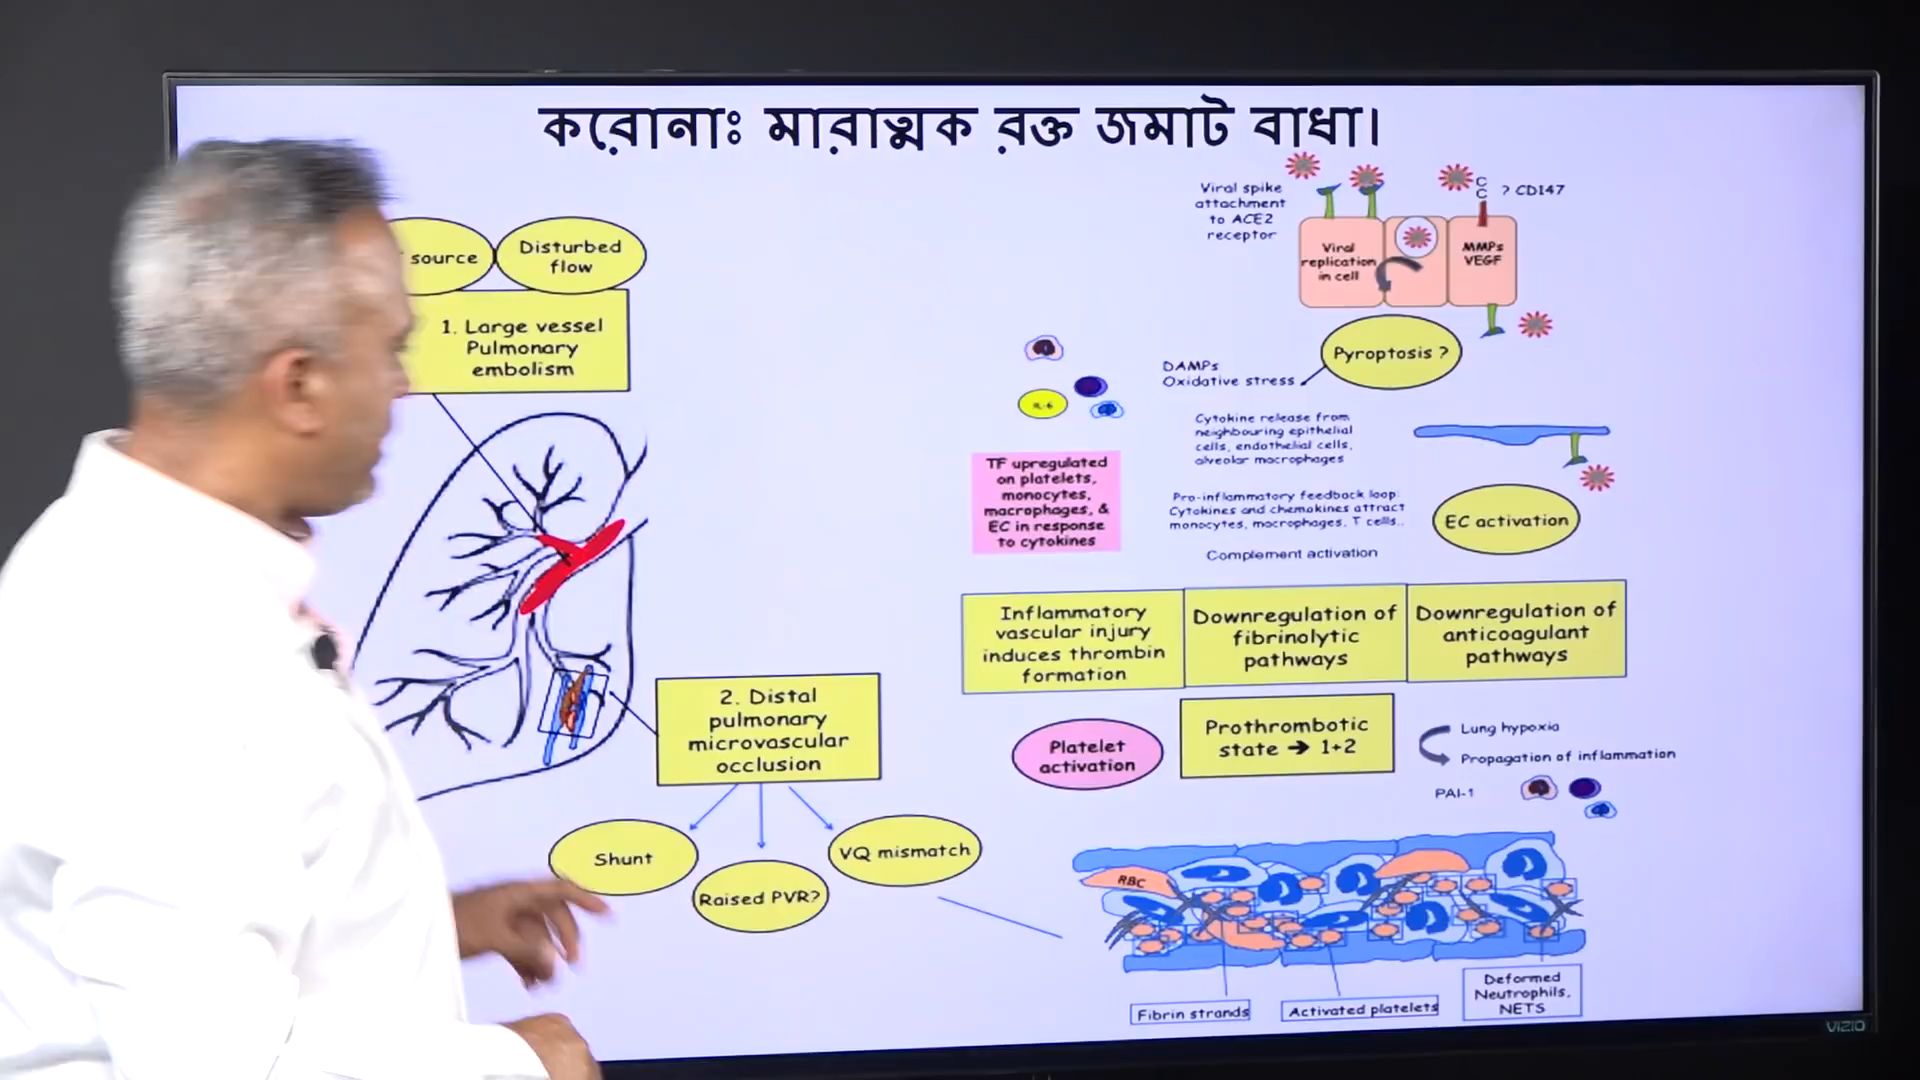 করোনাঃ মারাত্মক রক্ত জমাট বাধা।
source
Disturbed
flow
1. Large vessel
Pulmonary
embolism
2. Distal
pulmonary
microvascular
occlusion
Shunt
Raised PVR?
VQ mismatch
Viral spike
attachment
to ACE2
receptor
C
C
? CD147
Viral
replication
in cell
MMPs
VEGF
Pyroptosis ?
DAMPs
Oxidative stress
IL-6
Cytokine release from
neighbouring epithelial
cells, endothelial cells,
alveolar macrophages
TF upregulated
on platelets,
monocytes,
macrophages, &
EC in response
to cytokines
Pro-inflammatory feedback loop
Cytokines and chemokines attract
monocytes, macrophages, T cells..
Complement activation
EC activation
Inflammatory
vascular injury
induces thrombin
formation
Downregulation of
fibrinolytic
pathways
Downregulation of
anticoagulant
pathways
Platelet
activation
Prothrombotic
state ➔ 1+2
Lung hypoxia
Propagation of inflammation
PAI-1
RBC
Fibrin strands
Activated platelets
Deformed
Neutrophils,
NETS
VIZIO